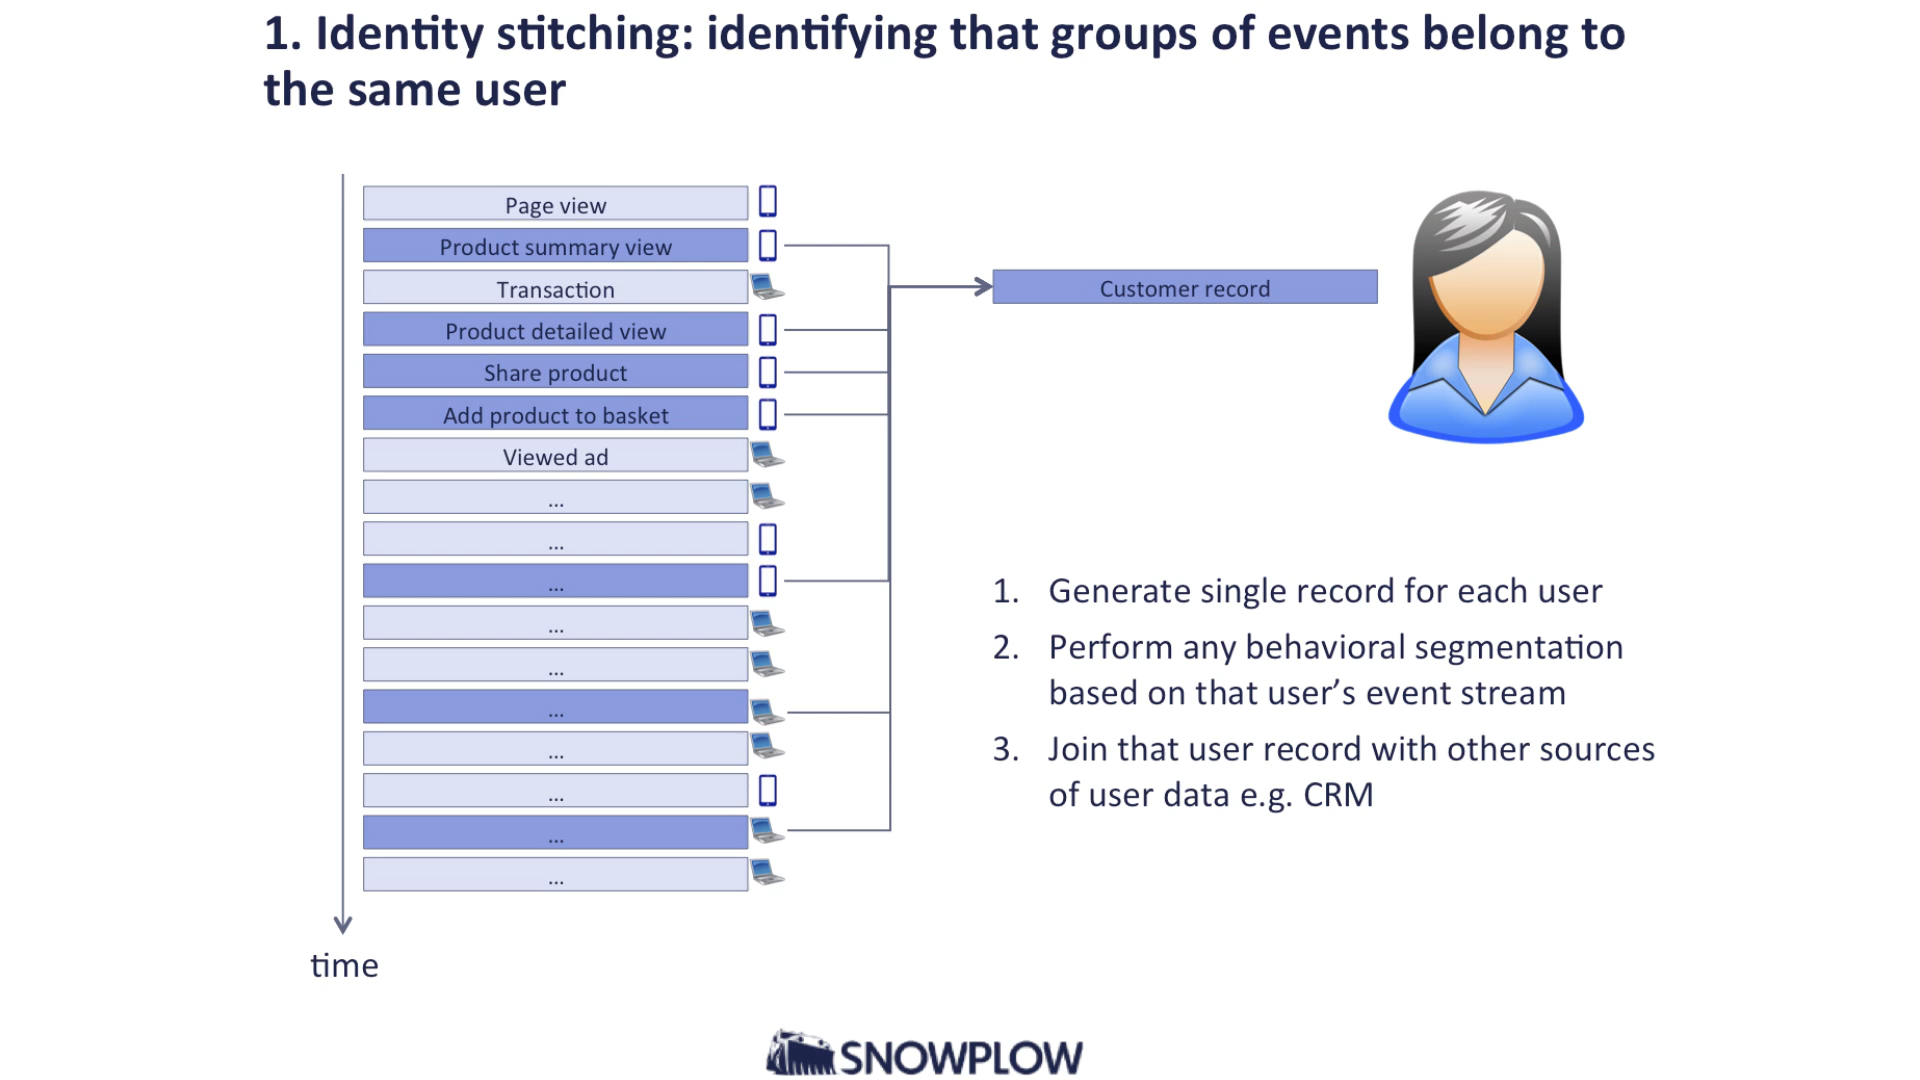 1. Identity stitching: identifying that groups of events belong to
the same user
Page view
Product summary view
Transaction
Product detailed view
Share product
Add product to basket
Viewed ad
...
...
...
...
...
...
...
...
...
...
time
Customer record
1. Generate single record for each user
2. Perform any behavioral segmentation
based on that user’s event stream
3. Join that user record with other sources
of user data e.g. CRM
SNOWPLOW